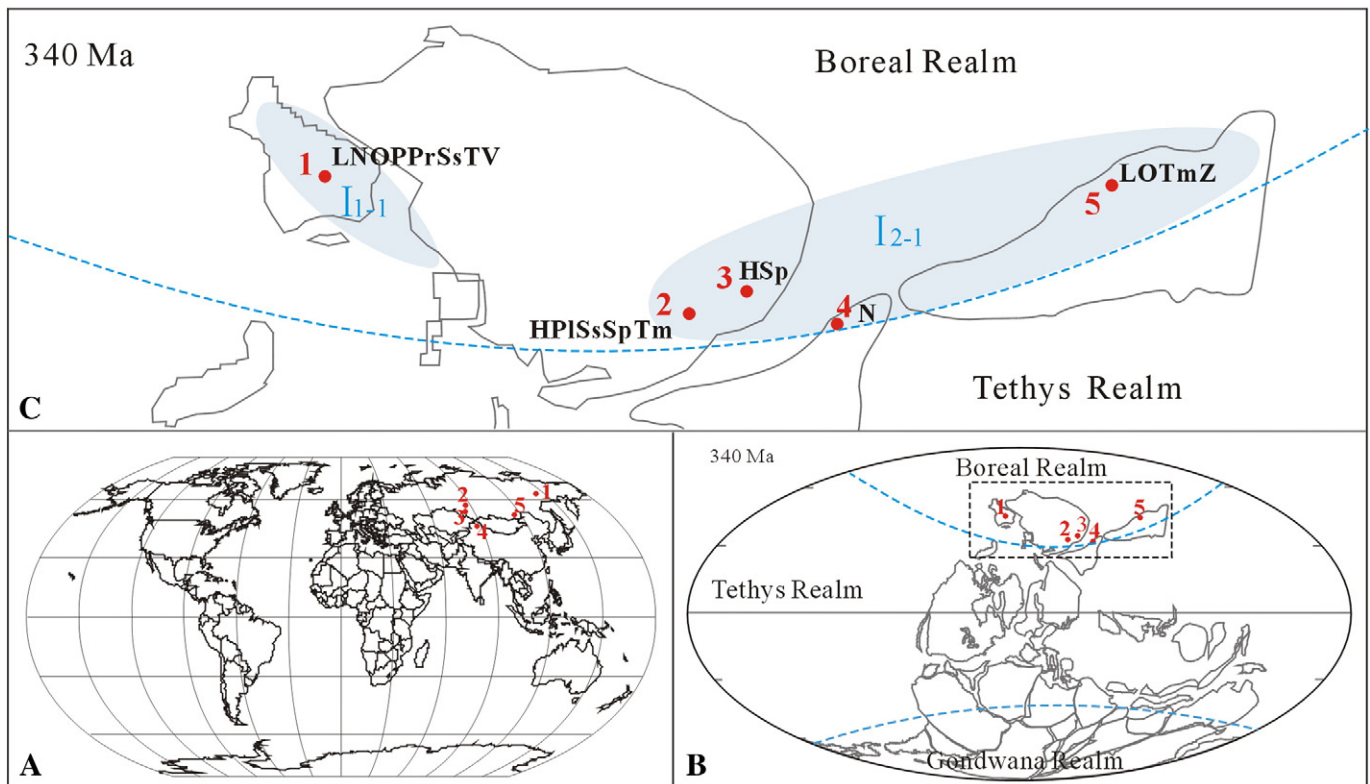 340 Ma
Boreal Realm
1
LNOPPrSsTV
I1-1
5
LOTmZ
I2-1
3
HSp
2
HPlSsSpTm
4
N
Tethys Realm
C
1
2
3
5
4
A
340 Ma
Boreal Realm
1
5
2
3
4
Tethys Realm
Gondwana Realm
B